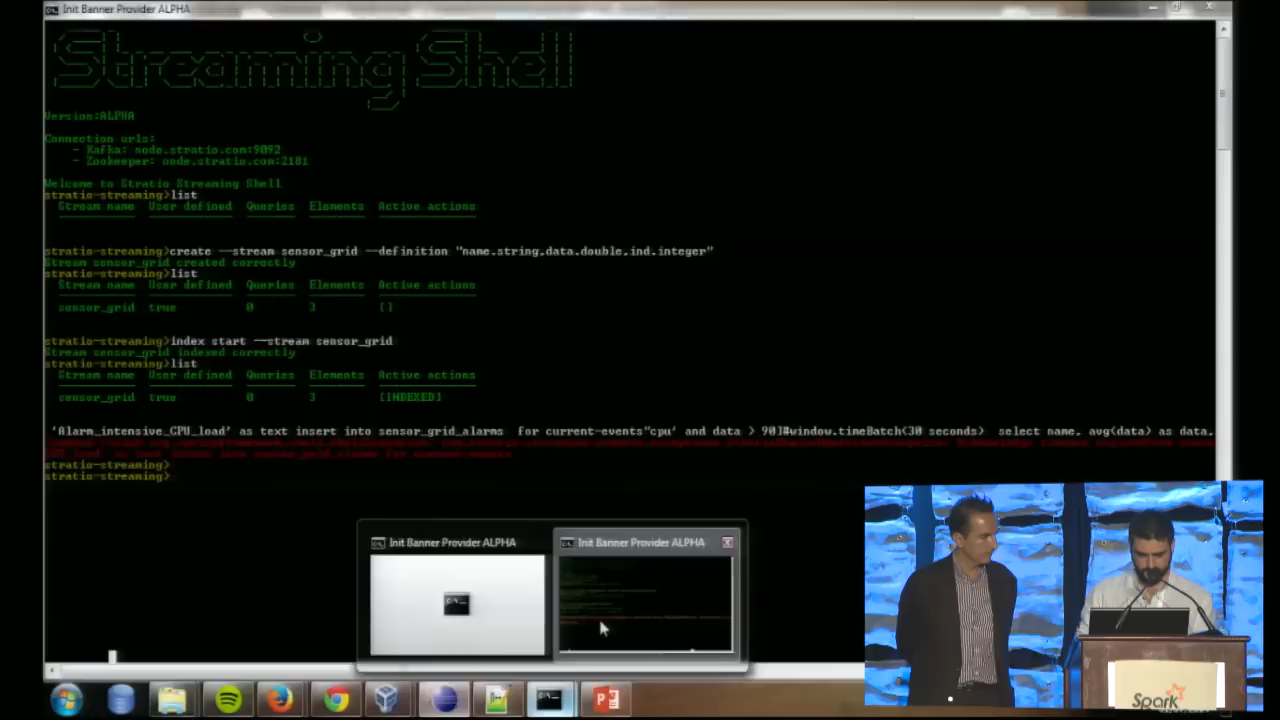 Init Banner Provider ALPHA
Streaming Shell
Version:ALPHA
Connection urls:
- Kafka: node.stratio.com:9092
- Zookeeper: node.stratio.com:2181
Welcome to Stratio Streaming Shell
stratio-streaming>list
Stream name User defined Queries Elements Active actions
stratio-streaming>create --stream sensor_grid --definition "name.string,data.double,ind.integer"
Stream sensor_grid created correctly
stratio-streaming>list
Stream name User defined Queries Elements Active actions
sensor_grid true 0 3 []
stratio-streaming>index start --stream sensor_grid
Stream sensor_grid indexed correctly
stratio-streaming>list
Stream name User defined Queries Elements Active actions
sensor_grid true 0 3 [INDEXED]
'Alarm_intensive_CPU_load' as text insert into sensor_grid_alarms for current-events"cpu' and data > 90]#window.timeBatch(30 seconds) select name, avg(data) as data,
stratio-streaming>
stratio-streaming>
Init Banner Provider ALPHA
Init Banner Provider ALPHA
Spark